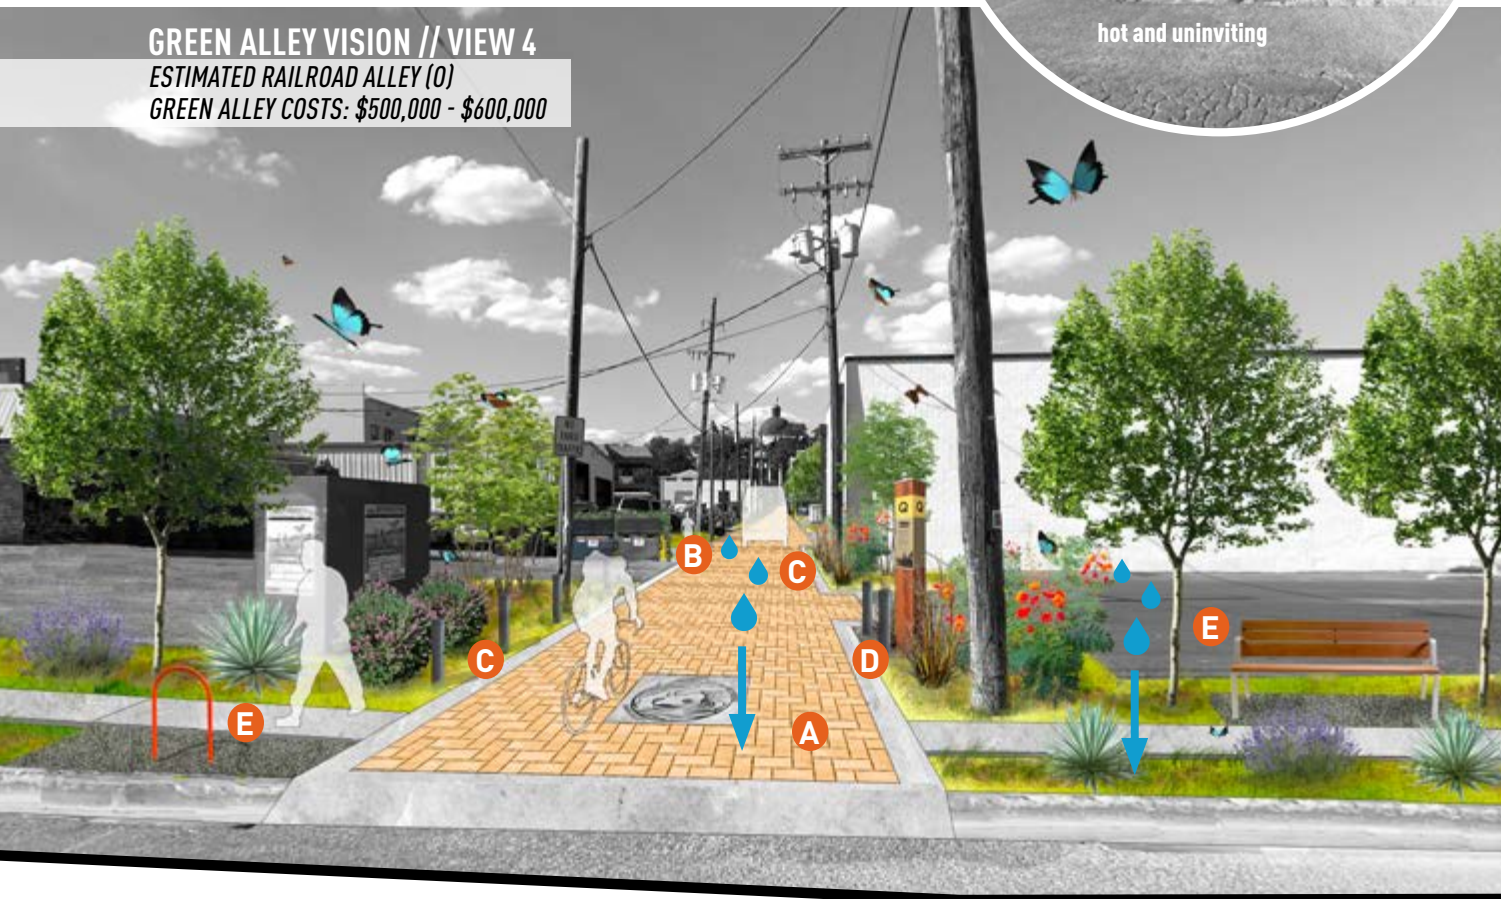 hot and uninviting
GREEN ALLEY VISION // VIEW 4
ESTIMATED RAILROAD ALLEY (O)
GREEN ALLEY COSTS: $500,000 - $600,000
Q Q
B
C
E
C
D
E
A